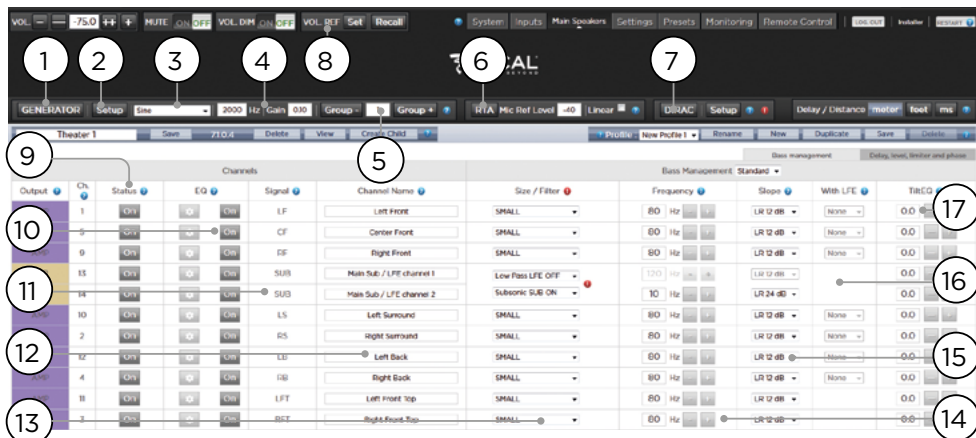 VOL. -75.0 ++ + MUTE ON OFF VOL. DIM ON OFF VOL. REF Set Recall System Inputs Main Speakers Settings Presets Monitoring Remote Control LOG OUT Installer RESTART
1 2 3 4 8 6 7
GENERATOR Setup Sine 2000 Hz Gain Group - Group + RTA Mic Ref Level -40 Linear DIRAC Setup Delay / Distance meter feet ms
5
Theater 1 Save 7.1.0.4 Delete View Create Child Profile New Profile 1 Rename New Duplicate Save Delete
9
Bass management Delay, level, limiter and phase
Channels Bass Management Standard
Output Ch. Status EQ Signal Channel Name Size / Filter Frequency Slope With LFE TiltEQ
1 On On LF Left Front SMALL 80 Hz LR 12 dB None 0.0
17
10
5 On On CF Center Front SMALL 80 Hz LR 12 dB None 0.0
9 On On RF Right Front SMALL 80 Hz LR 12 dB None 0.0
13 On On SUB Main Sub / LFE channel 1 Low Pass LFE OFF 120 Hz LR 12 dB 0.0
11
16
14 On On SUB Main Sub / LFE channel 2 Subsonic SUB ON 10 Hz LR 24 dB 0.0
10 On On LS Left Surround SMALL 80 Hz LR 12 dB None 0.0
2 On On RS Right Surround SMALL 80 Hz LR 12 dB None 0.0
12
15
12 On On LB Left Back SMALL 80 Hz LR 12 dB None 0.0
4 On On RB Right Back SMALL 80 Hz LR 12 dB None 0.0
11 On On LFT Left Front Top SMALL 80 Hz LR 12 dB 0.0
13
14
3 On On RFT Right Front Top SMALL 80 Hz LR 12 dB 0.0